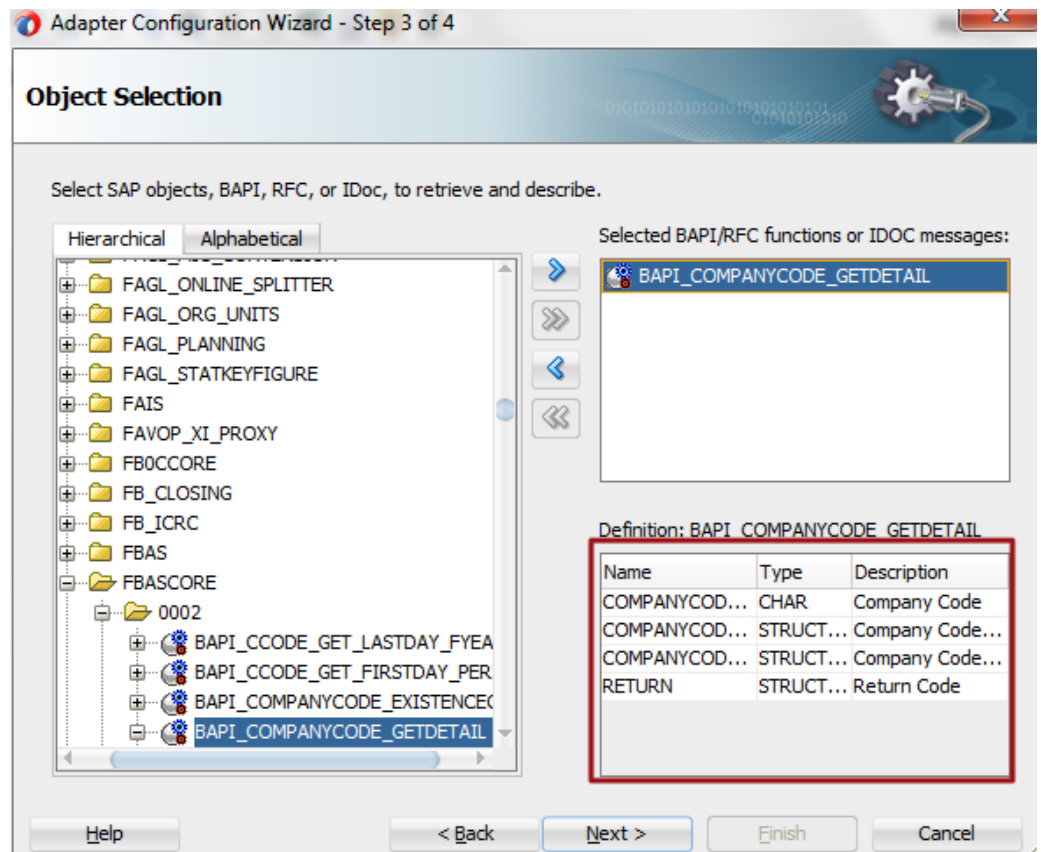 Adapter Configuration Wizard - Step 3 of 4
X
Object Selection
01010101010101010101010101
01010101010
Select SAP objects, BAPI, RFC, or IDoc, to retrieve and describe.
Hierarchical Alphabetical
FAGL_ONLINE_SPLITTER
FAGL_ORG_UNITS
FAGL_PLANNING
FAGL_STATKEYFIGURE
FAIS
FAVOP_XI_PROXY
FB0CCORE
FB_CLOSING
FB_ICRC
FBAS
FBASCORE
0002
BAPI_CCODE_GET_LASTDAY_FYEA
BAPI_CCODE_GET_FIRSTDAY_PER
BAPI_COMPANYCODE_EXISTENCEC
BAPI_COMPANYCODE_GETDETAIL
Selected BAPI/RFC functions or IDOC messages:
BAPI_COMPANYCODE_GETDETAIL
Definition: BAPI_COMPANYCODE_GETDETAIL
Name Type Description
COMPANYCOD... CHAR Company Code
COMPANYCOD... STRUCT... Company Code...
COMPANYCOD... STRUCT... Company Code...
RETURN STRUCT... Return Code
Help < Back Next > Finish Cancel